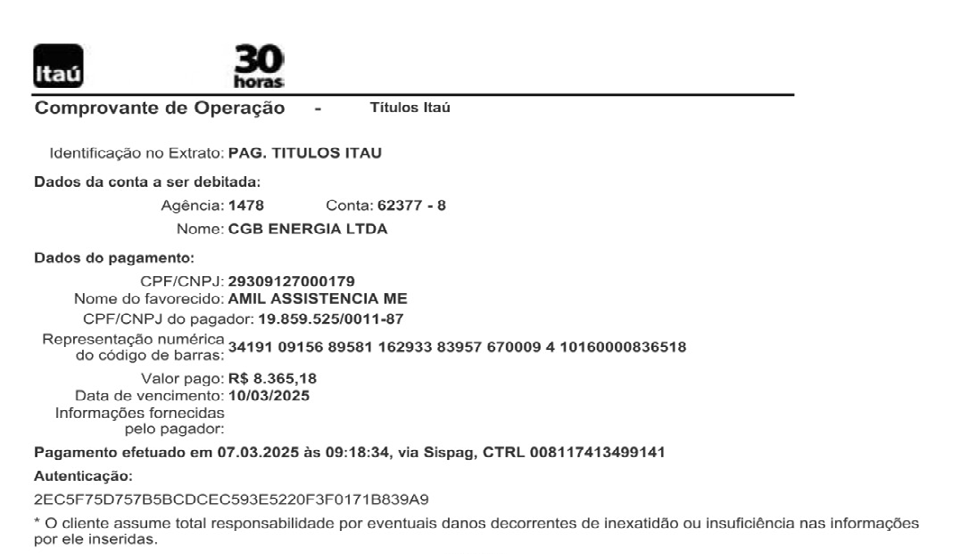 Itaú 30 horas
Comprovante de Operação - Títulos Itaú
Identificação no Extrato: PAG. TITULOS ITAU
Dados da conta a ser debitada:
Agência: 1478 Conta: 62377 - 8
Nome: CGB ENERGIA LTDA
Dados do pagamento:
CPF/CNPJ: 29309127000179
Nome do favorecido: AMIL ASSISTENCIA ME
CPF/CNPJ do pagador: 19.859.525/0011-87
Representação numérica
do código de barras: 34191 09156 89581 162933 83957 670009 4 10160000836518
Valor pago: R$ 8.365,18
Data de vencimento: 10/03/2025
Informações fornecidas
pelo pagador:
Pagamento efetuado em 07.03.2025 às 09:18:34, via Sispag, CTRL 008117413499141
Autenticação:
2EC5F75D757B5BCDCEC593E5220F3F0171B839A9
* O cliente assume total responsabilidade por eventuais danos decorrentes de inexatidão ou insuficiência nas informações
por ele inseridas.